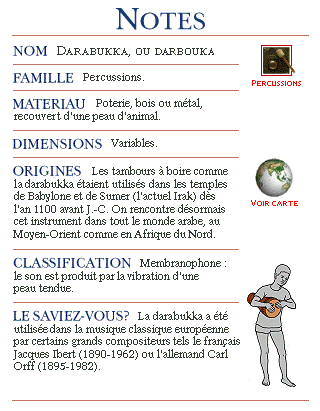 NOTES
NOM DARABUKKA, OU DARBOUKA
FAMILLE Percussions.
PERCUSSIONS
MATERIAU Poterie, bois ou métal,
recouvert d'une peau d'animal.
DIMENSIONS Variables.
ORIGINES Les tambours à boire comme
la darabukka étaient utilisés dans les temples
de Babylone et de Sumer (l'actuel Irak) dès
l'an 1100 avant J.-C. On rencontre désormais
cet instrument dans tout le monde arabe, au
Moyen-Orient comme en Afrique du Nord.
VOIR CARTE
CLASSIFICATION Membranophone :
le son est produit par la vibration d'une
peau tendue.
LE SAVIEZ-VOUS? La darabukka a été
utilisée dans la musique classique européenne
par certains grands compositeurs tels le français
Jacques Ibert (1890-1962) ou l'allemand Carl
Orff (1895-1982).